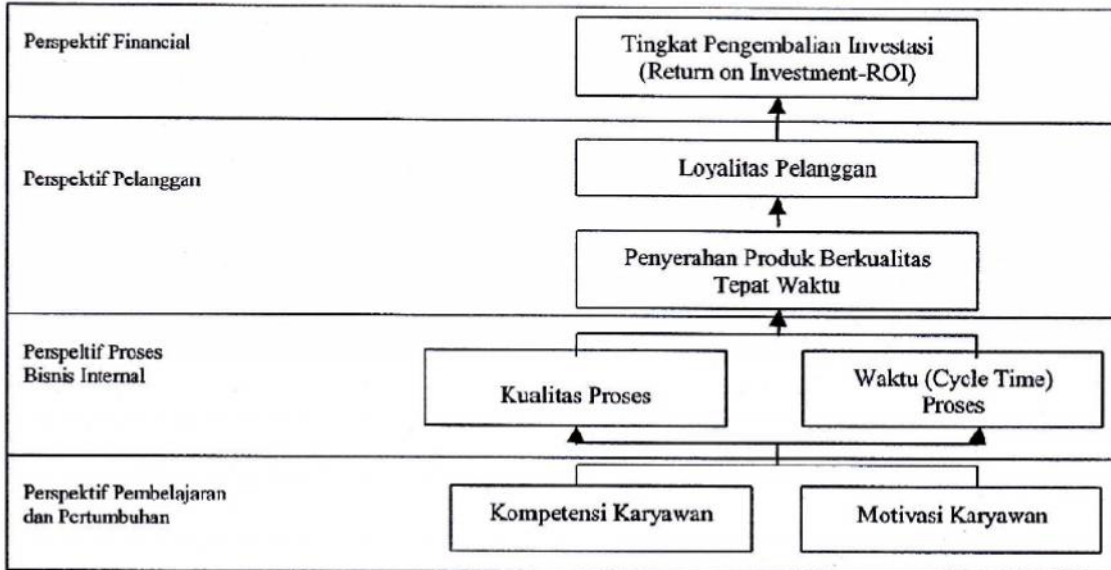 Perspektif Financial
Tingkat Pengembalian Investasi
(Return on Investment-ROI)
Perspektif Pelanggan
Loyalitas Pelanggan
Penyerahan Produk Berkualitas
Tepat Waktu
Perspeltif Proses
Bisnis Internal
Kualitas Proses
Waktu (Cycle Time)
Proses
Perspektif Pembelajaran
dan Pertumbuhan
Kompetensi Karyawan
Motivasi Karyawan